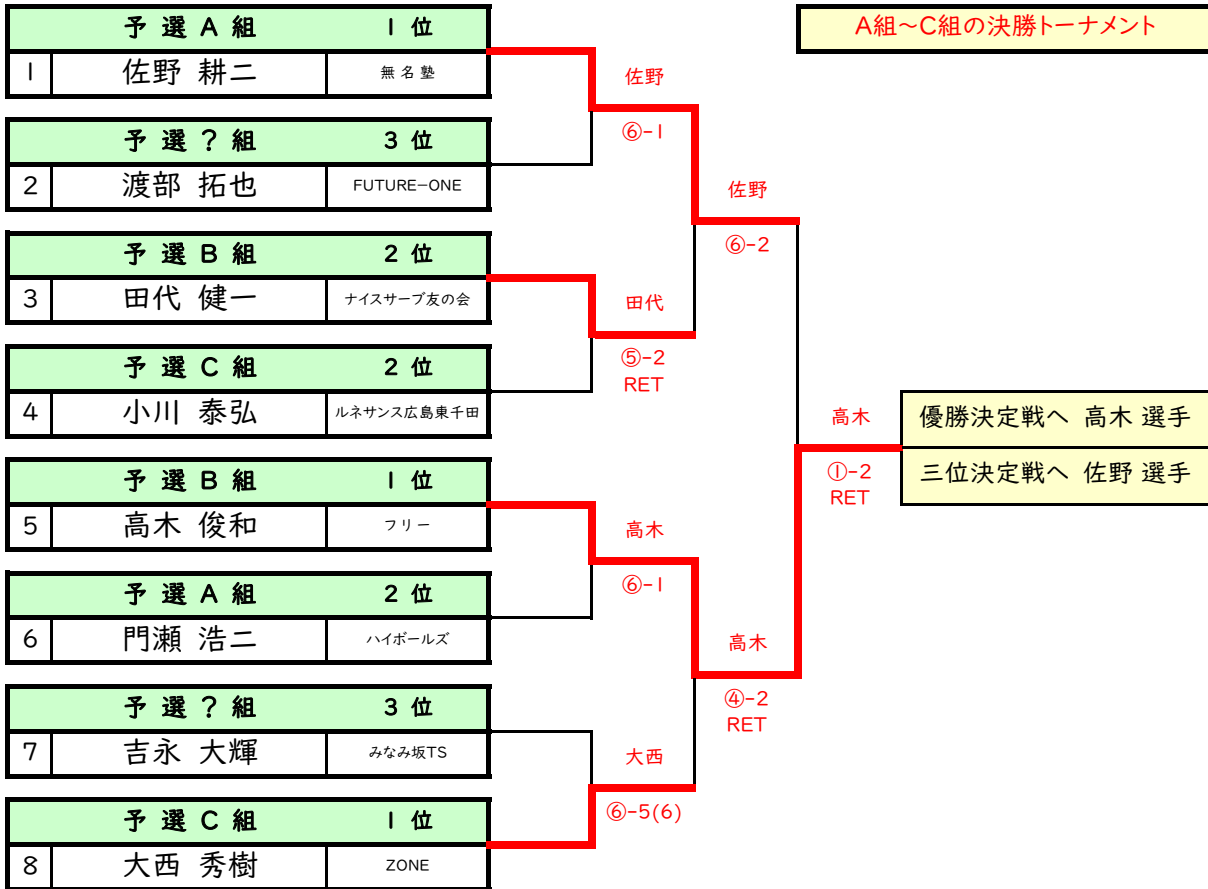 予選A組 1位
1 佐野 耕二 無名塾
予選?組 3位
2 渡部 拓也 FUTURE-ONE
予選B組 2位
3 田代 健一 ナイスサーブ友の会
予選C組 2位
4 小川 泰弘 ルネサンス広島東千田
予選B組 1位
5 高木 俊和 フリー
予選A組 2位
6 門瀬 浩二 ハイボールズ
予選?組 3位
7 吉永 大輝 みなみ坂TS
予選C組 1位
8 大西 秀樹 ZONE
佐野
⑥-1
田代
⑤-2
RET
高木
⑥-1
大西
⑥-5(6)
佐野
⑥-2
高木
④-2
RET
高木
①-2
RET
A組~C組の決勝トーナメント
優勝決定戦へ 高木 選手
三位決定戦へ 佐野 選手